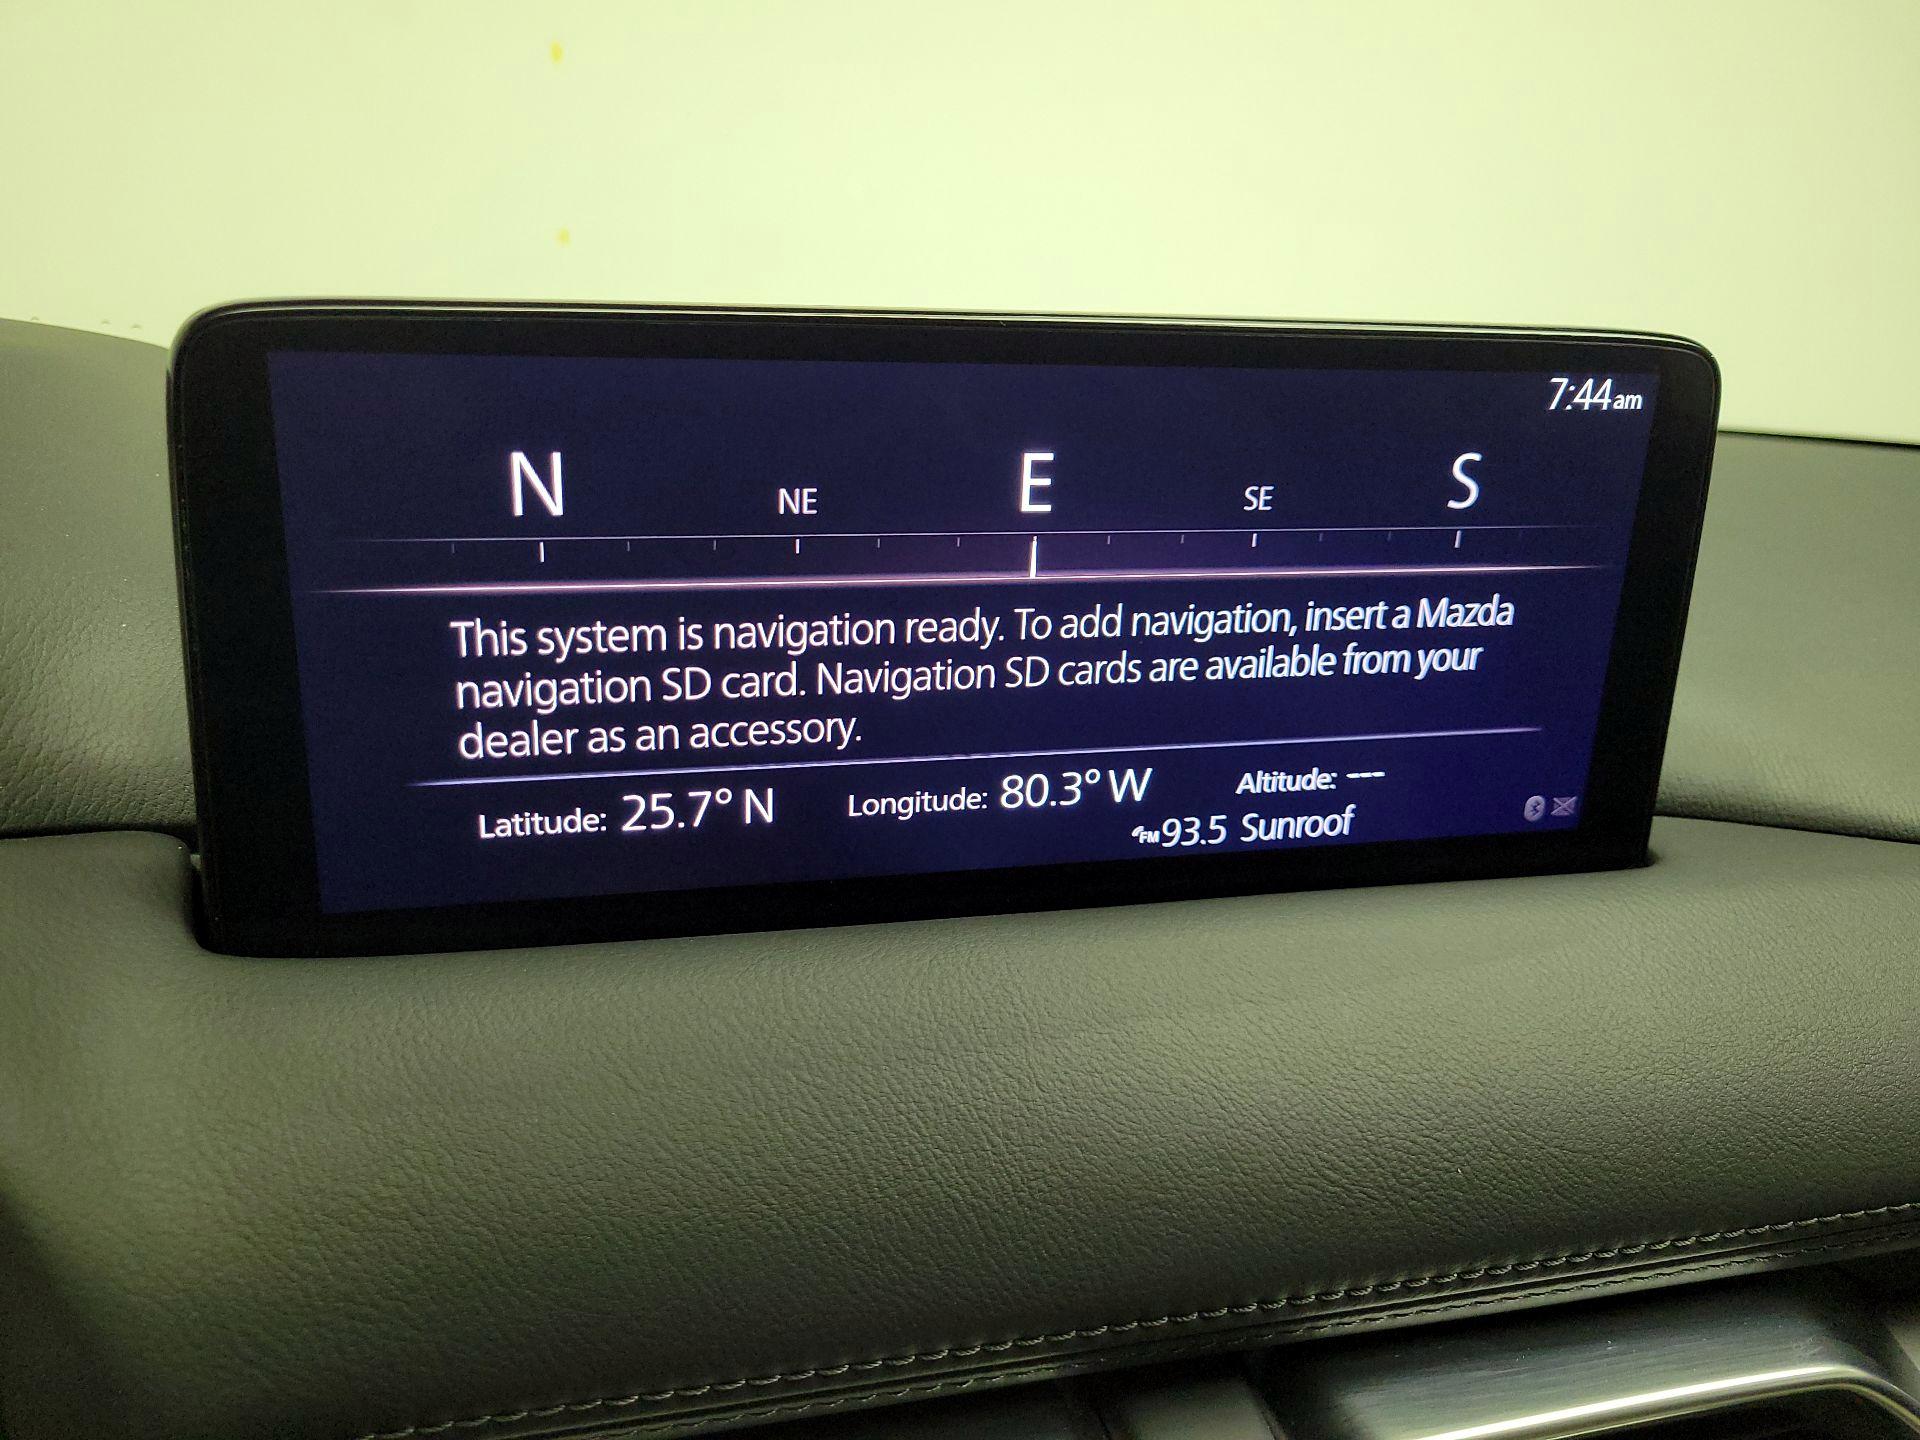 7:44am
N NE E SE S
This system is navigation ready. To add navigation, insert a Mazda
navigation SD card. Navigation SD cards are available from your
dealer as an accessory.
Latitude: 25.7° N Longitude: 80.3° W Altitude: ---
FM 93.5 Sunroof